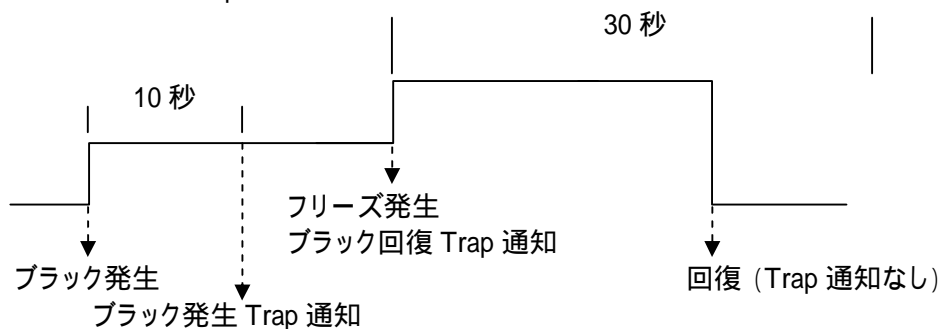 30 秒
10 秒
フリーズ発生
ブラック回復 Trap 通知
ブラック発生
回復 (Trap 通知なし)
ブラック発生 Trap 通知